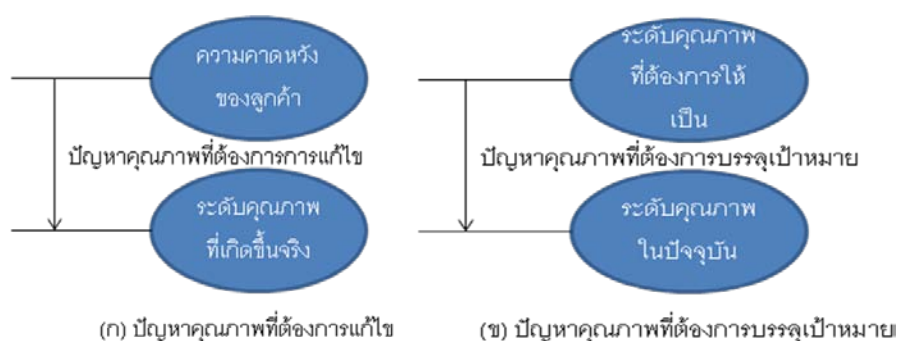 ความคาดหวัง
ของลูกค้า
ปัญหาคุณภาพที่ต้องการการแก้ไข
ระดับคุณภาพ
ที่เกิดขึ้นจริง
(ก) ปัญหาคุณภาพที่ต้องการแก้ไข
ระดับคุณภาพ
ที่ต้องการให้
เป็น
ปัญหาคุณภาพที่ต้องการบรรลุเป้าหมาย
ระดับคุณภาพ
ในปัจจุบัน
(ข) ปัญหาคุณภาพที่ต้องการบรรลุเป้าหมาย